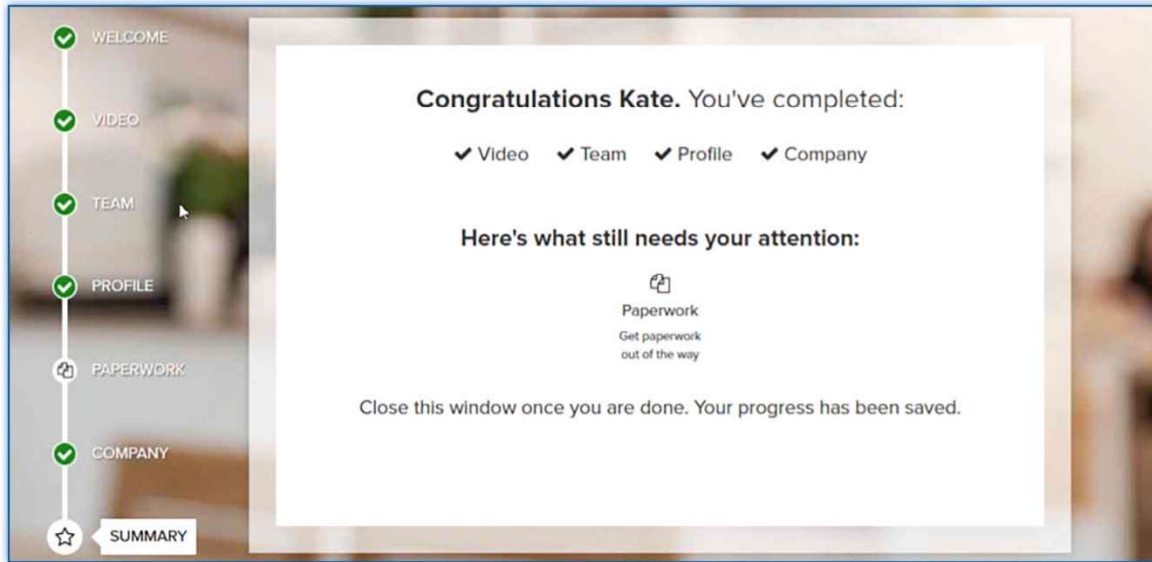 WELCOME
VIDEO
TEAM
PROFILE
PAPERWORK
COMPANY
SUMMARY
Congratulations Kate. You've completed:
Video Team Profile Company
Here's what still needs your attention:
Paperwork
Get paperwork
out of the way
Close this window once you are done. Your progress has been saved.